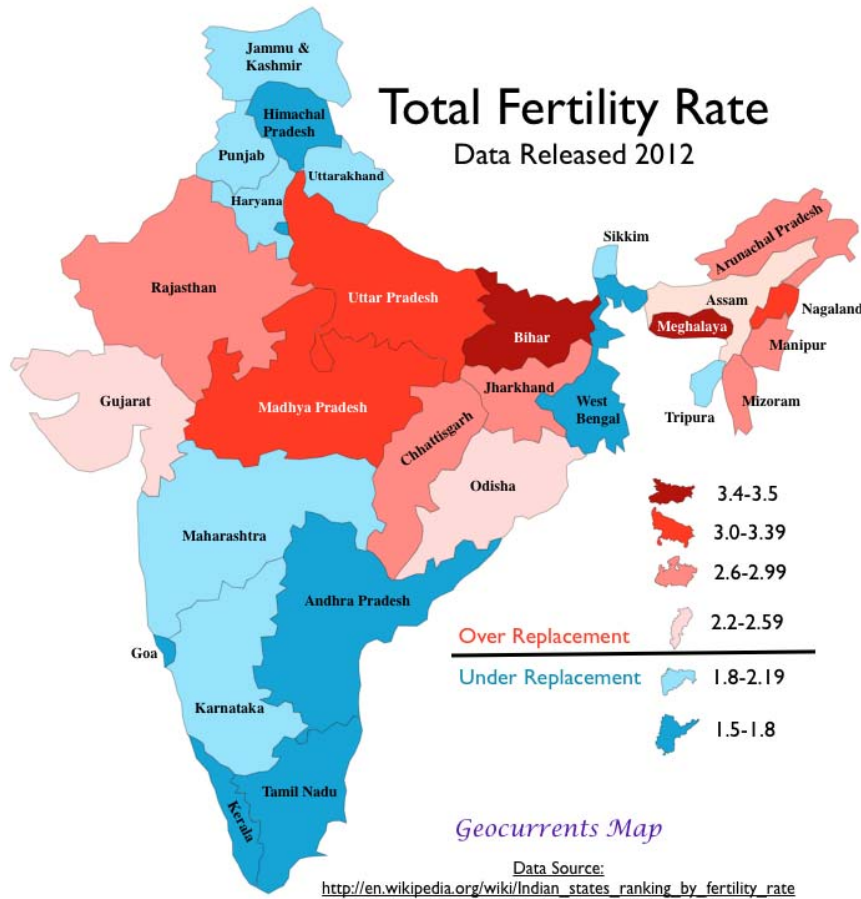 Total Fertility Rate
Data Released 2012
Jammu &
Kashmir
Himachal
Pradesh
Punjab
Uttarakhand
Haryana
Rajasthan
Uttar Pradesh
Sikkim
Arunachal Pradesh
Assam
Nagaland
Bihar
Meghalaya
Manipur
Gujarat
Madhya Pradesh
Jharkhand
West
Bengal
Tripura
Mizoram
Chhattisgarh
Odisha
Maharashtra
Andhra Pradesh
Goa
Karnataka
Tamil Nadu
Kerala
3.4-3.5
3.0-3.39
2.6-2.99
2.2-2.59
Over Replacement
Under Replacement
1.8-2.19
1.5-1.8
Geocurrents Map
Data Source:
http://en.wikipedia.org/wiki/Indian_states_ranking_by_fertility_rate